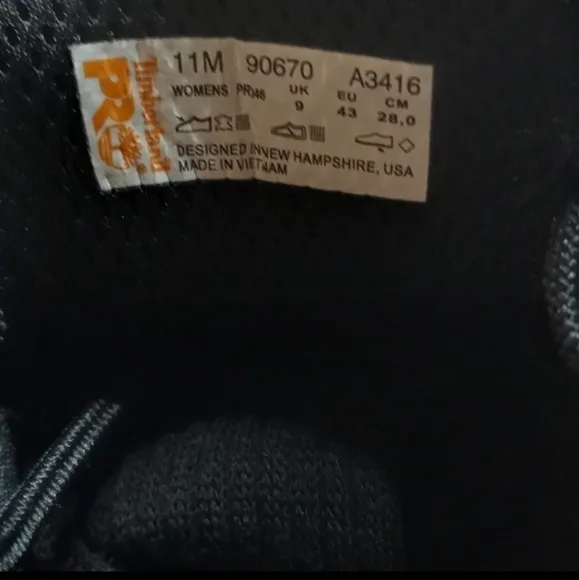 Timberland
PRO
11M 90670 A3416
WOMENS PR46 UK EU CM
9 43 28,0
DESIGNED IN NEW HAMPSHIRE, USA
MADE IN VIETNAM